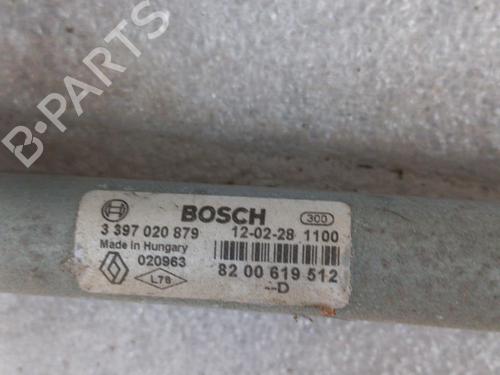 B-PARTS
BOSCH 300
3 397 020 879 12-02-28 1100
Made in Hungary
020963
L78
82 00 619 512
--D